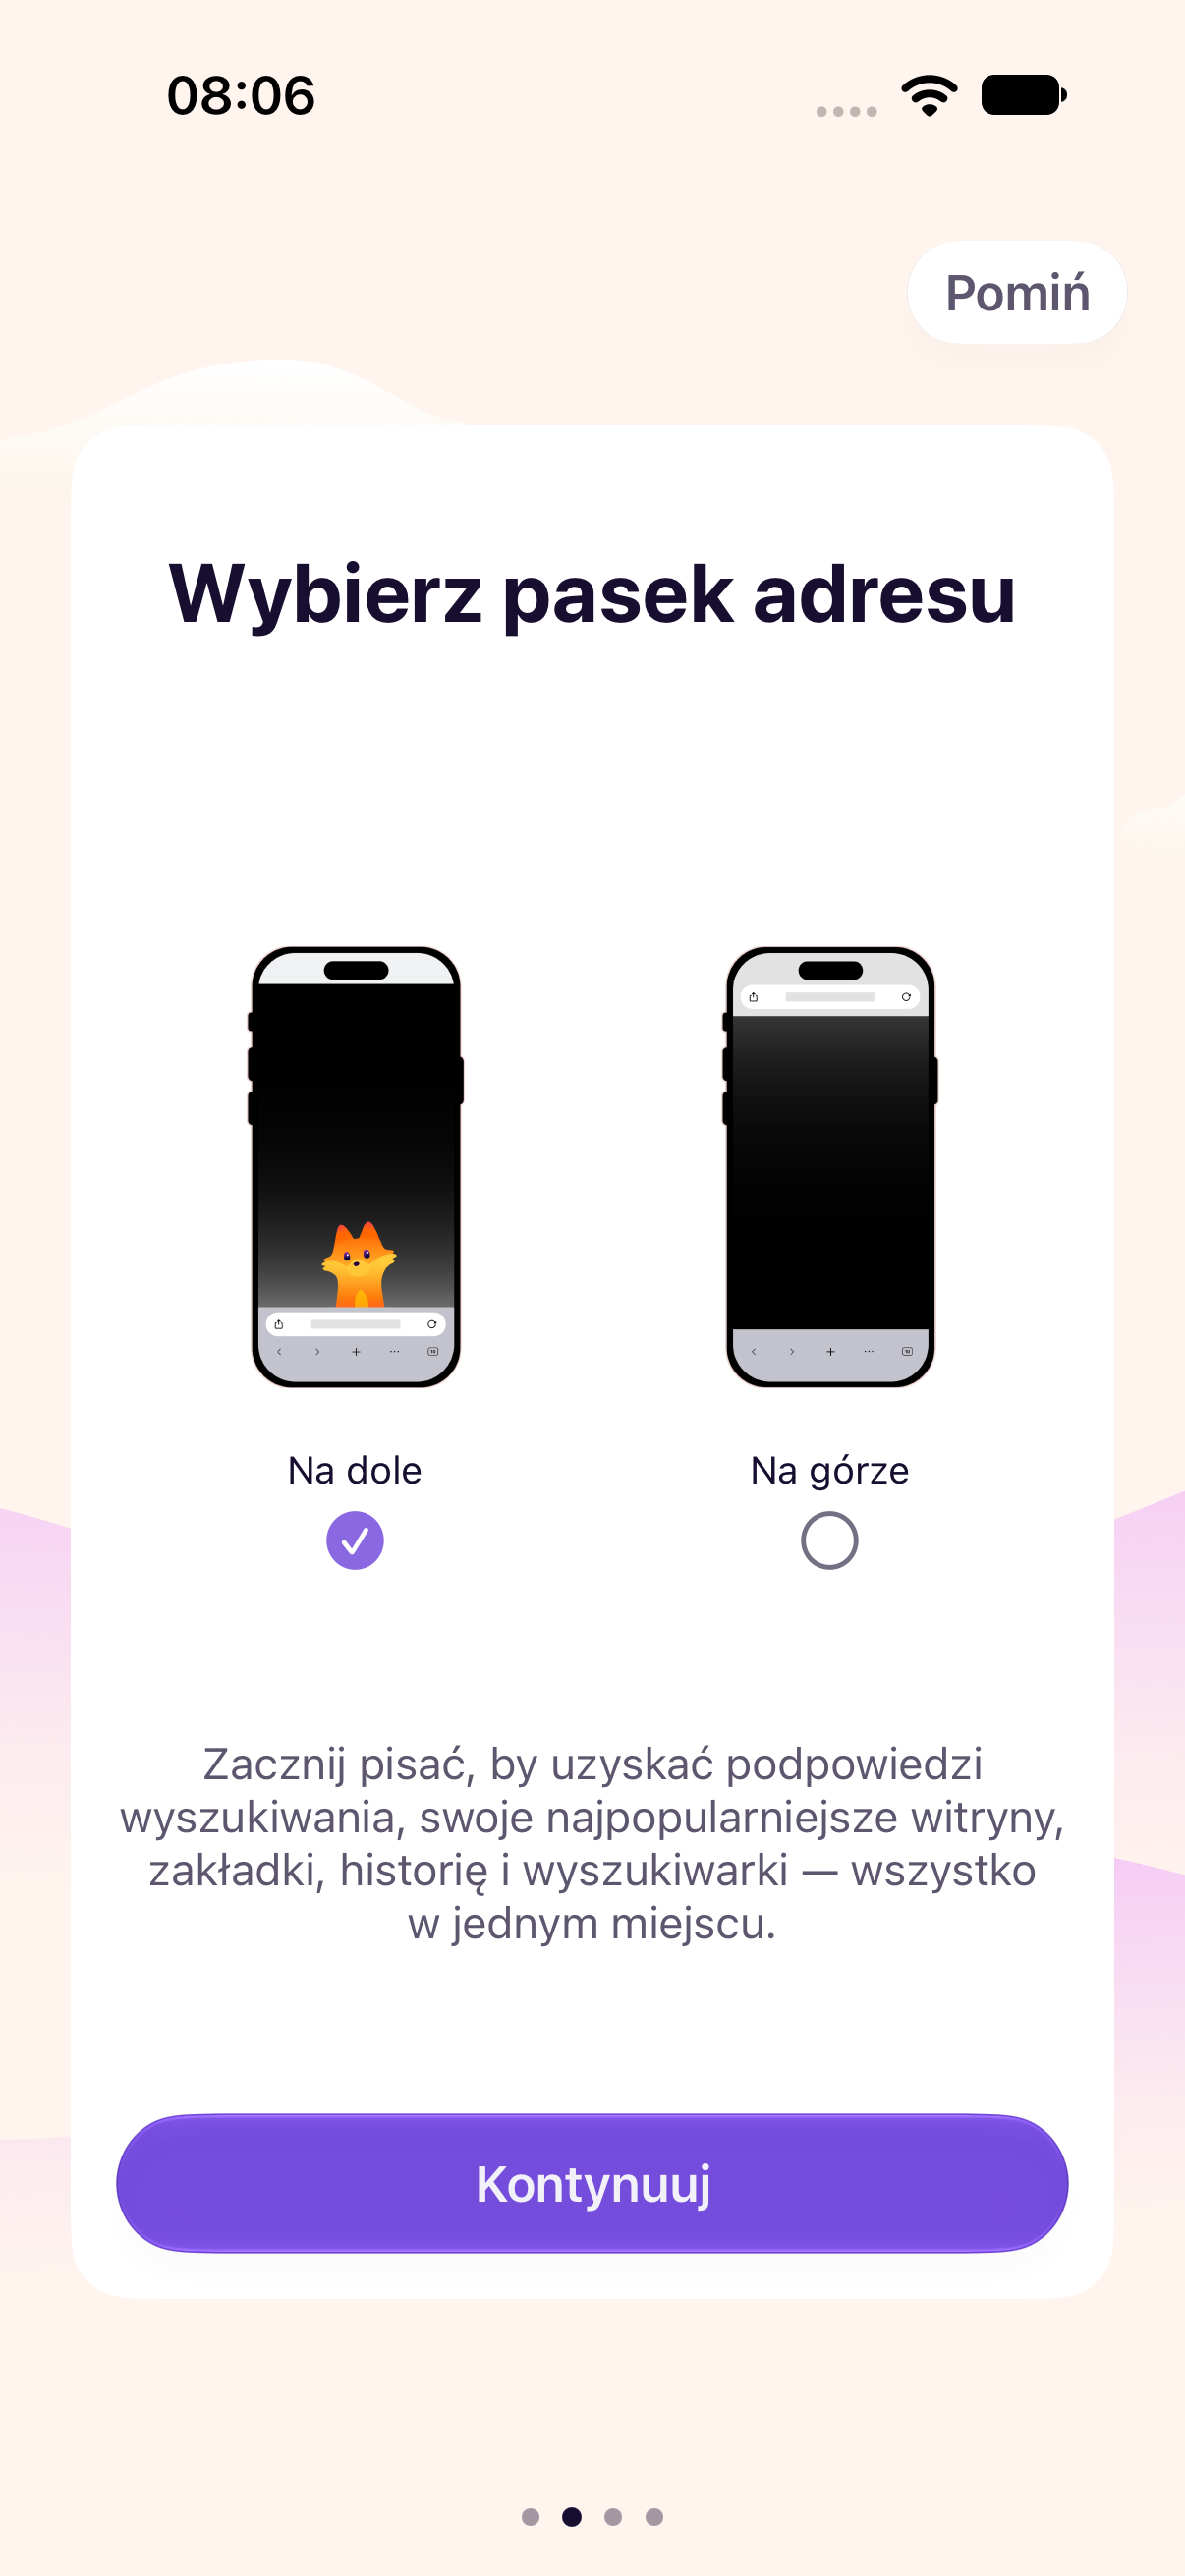 08:06
Pomiń
Wybierz pasek adresu
Na dole
Na górze
Zacznij pisać, by uzyskać podpowiedzi
wyszukiwania, swoje najpopularniejsze witryny,
zakładki, historię i wyszukiwarki — wszystko
w jednym miejscu.
Kontynuuj